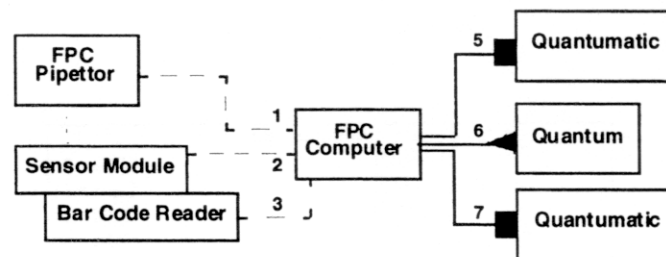 FPC
Pipettor
Sensor Module
Bar Code Reader
1
2
3
FPC
Computer
5
6
7
Quantumatic
Quantum
Quantumatic